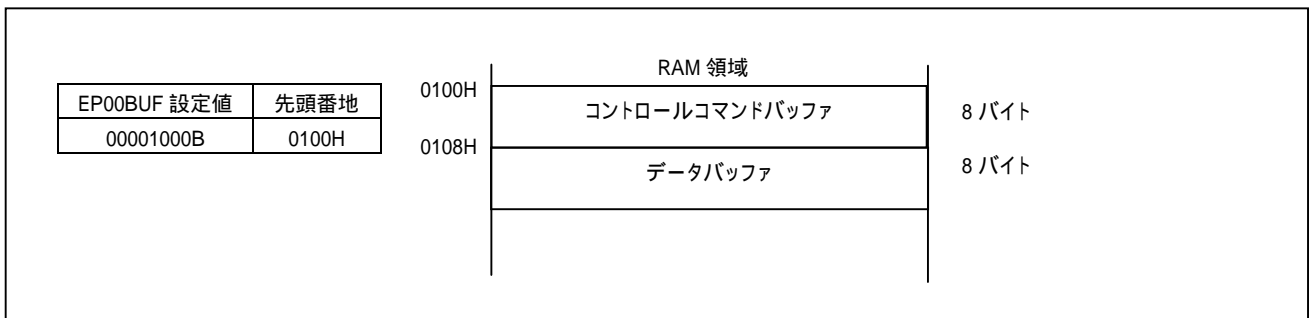 RAM 領域
EP00BUF 設定値 先頭番地
00001000B 0100H
0100H
コントロールコマンドバッファ 8 バイト
0108H
データバッファ 8 バイト